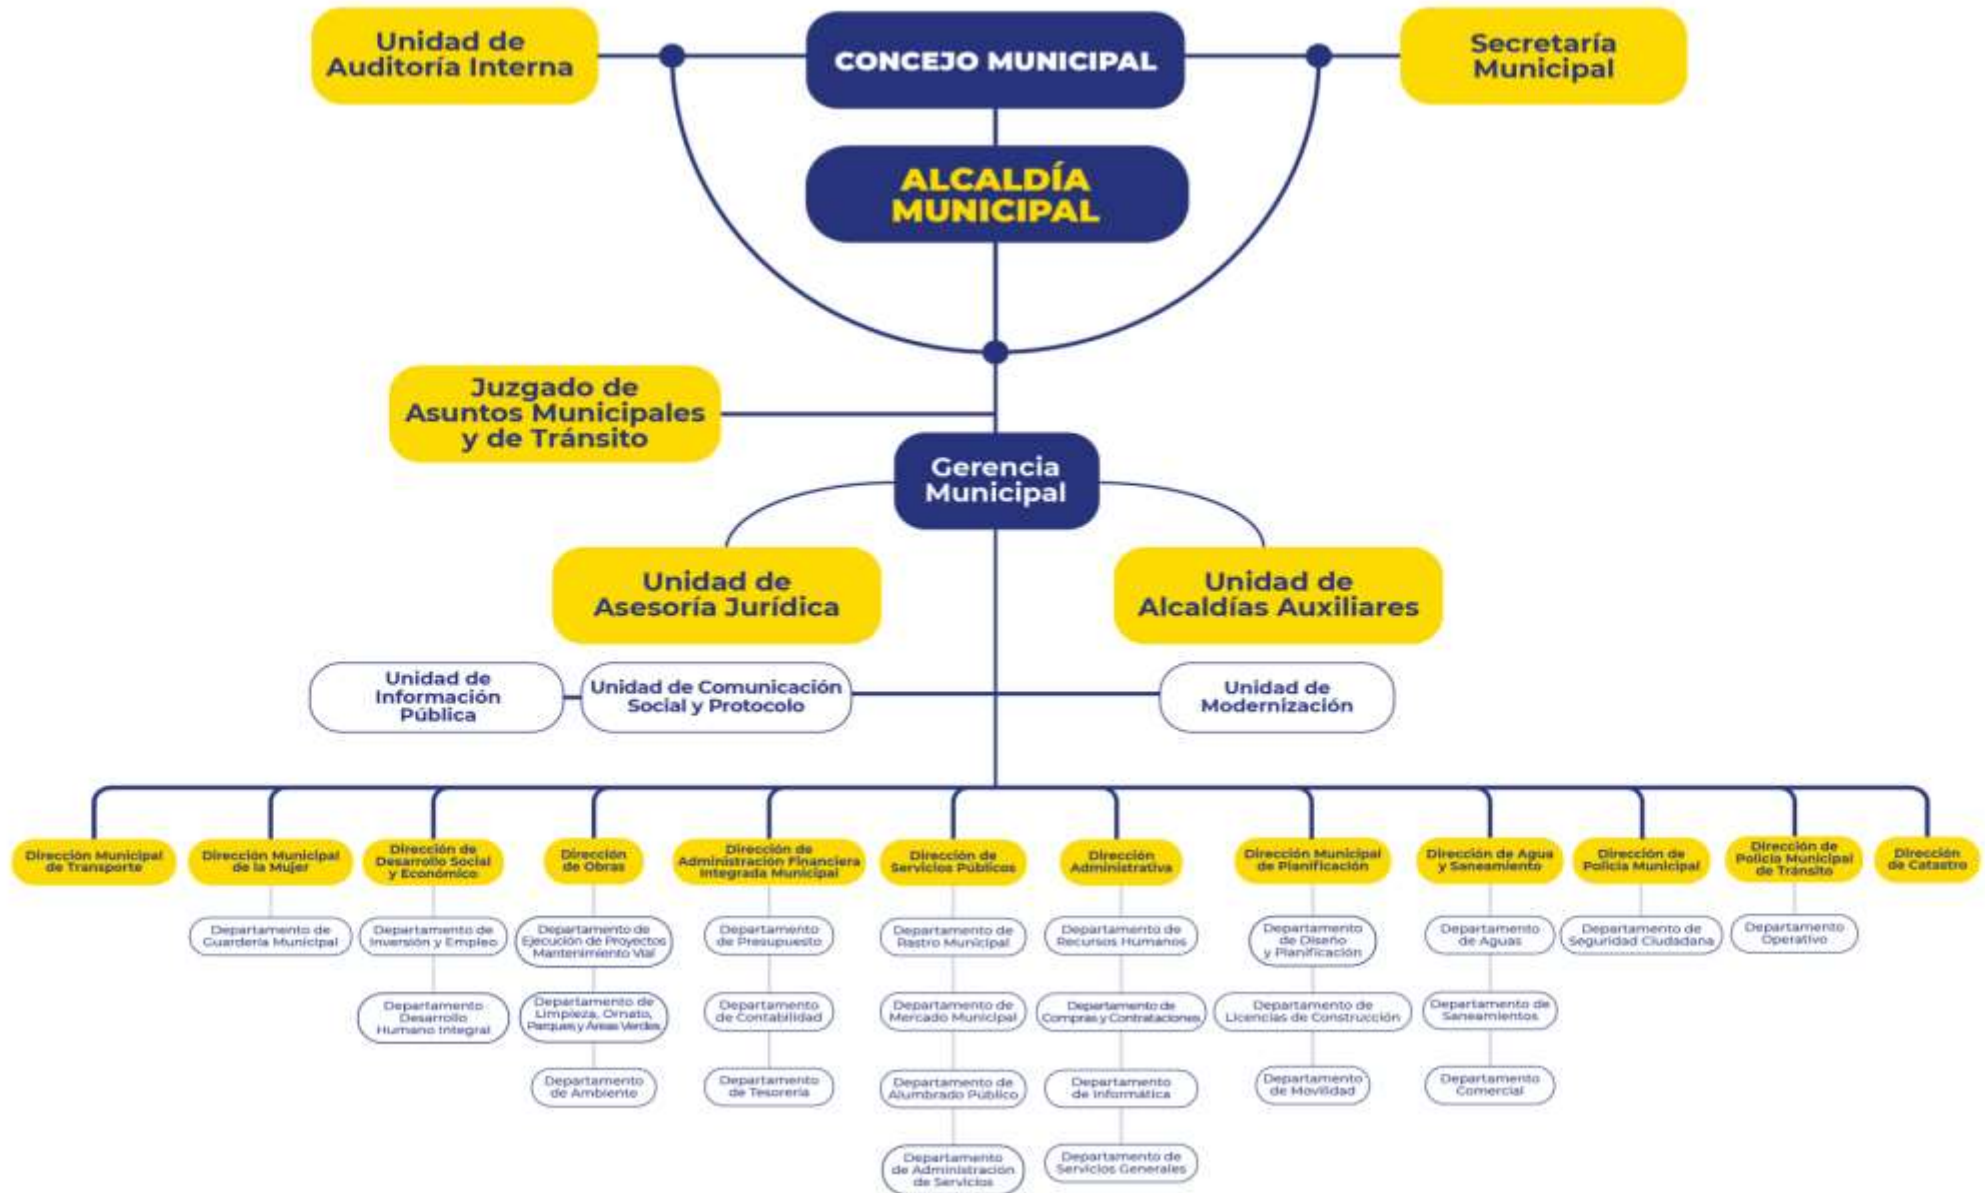 Unidad de
Auditoría Interna
CONCEJO MUNICIPAL
Secretaría
Municipal
ALCALDÍA
MUNICIPAL
Juzgado de
Asuntos Municipales
y de Tránsito
Gerencia
Municipal
Unidad de
Asesoría Jurídica
Unidad de
Alcaldías Auxiliares
Unidad de
Información
Pública
Unidad de Comunicación
Social y Protocolo
Unidad de
Modernización
Dirección Municipal
de Transporte
Dirección Municipal
de la Mujer
Dirección de
Desarrollo Social
y Económico
Dirección
de Obras
Dirección de
Administración Financiera
Integrada Municipal
Dirección de
Servicios Públicos
Dirección
Administrativa
Dirección Municipal
de Planificación
Dirección de Agua
y Saneamiento
Dirección de
Policía Municipal
Dirección de
Policía Municipal
de Tránsito
Dirección
de Catastro
Departamento de
Guardería Municipal
Departamento de
Inversión y Empleo
Departamento de
Ejecución de Proyectos
Mantenimiento Vial
Departamento
de Presupuesto
Departamento de
Rastro Municipal
Departamento de
Recursos Humanos
Departamento
de Diseño
y Planificación
Departamento
de Aguas
Departamento de
Seguridad Ciudadana
Departamento
Operativo
Departamento
Desarrollo
Humano Integral
Departamento de
Limpieza, Ornato,
Parques y Áreas Verdes
Departamento
de Contabilidad
Departamento de
Mercado Municipal
Departamento de
Compras y Contrataciones
Departamento de
Licencias de Construcción
Departamento de
Saneamientos
Departamento
de Ambiente
Departamento
de Tesorería
Departamento de
Alumbrado Público
Departamento
de Informática
Departamento
de Movilidad
Departamento
Comercial
Departamento
de Administración
de Servicios
Departamento de
Servicios Generales